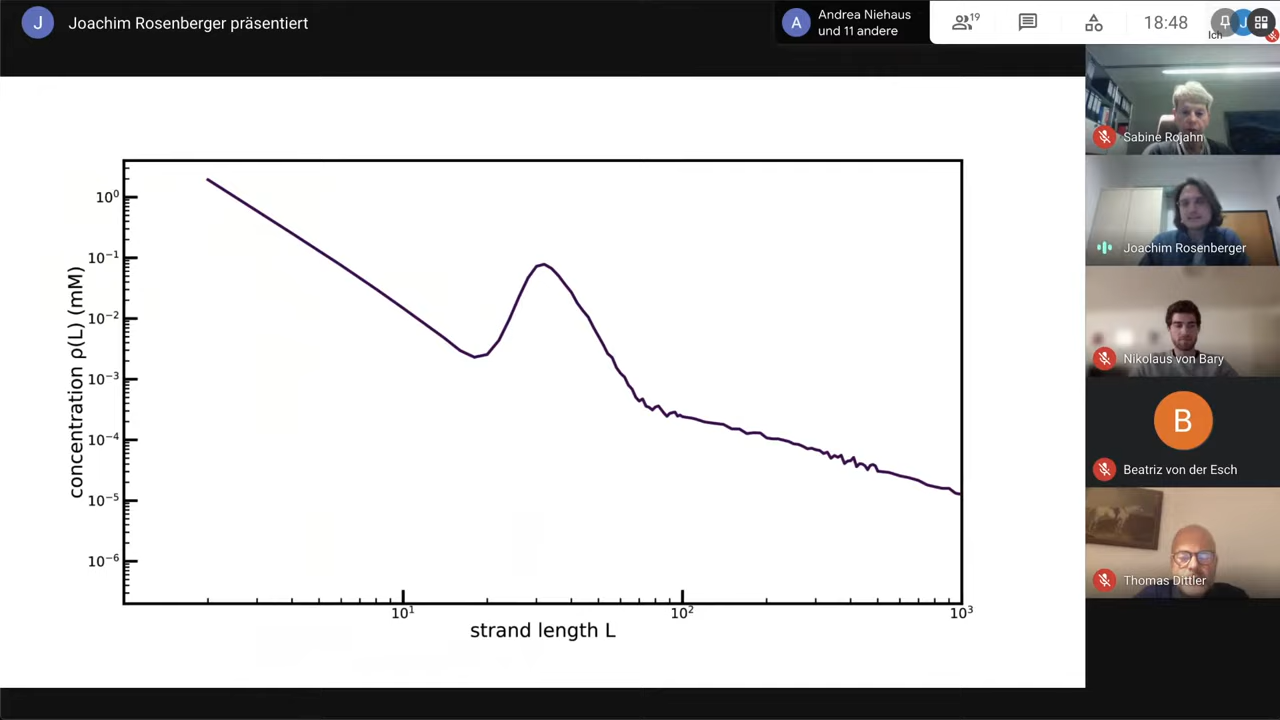 J
Joachim Rosenberger präsentiert
A
Andrea Niehaus
und 11 andere
19
18:48
J
Ich
Sabine Rojahn
Joachim Rosenberger
Nikolaus von Bary
B
Beatriz von der Esch
Thomas Dittler
concentration ρ(L) (mM)
10⁰
10⁻¹
10⁻²
10⁻³
10⁻⁴
10⁻⁵
10⁻⁶
10¹
10²
10³
strand length L